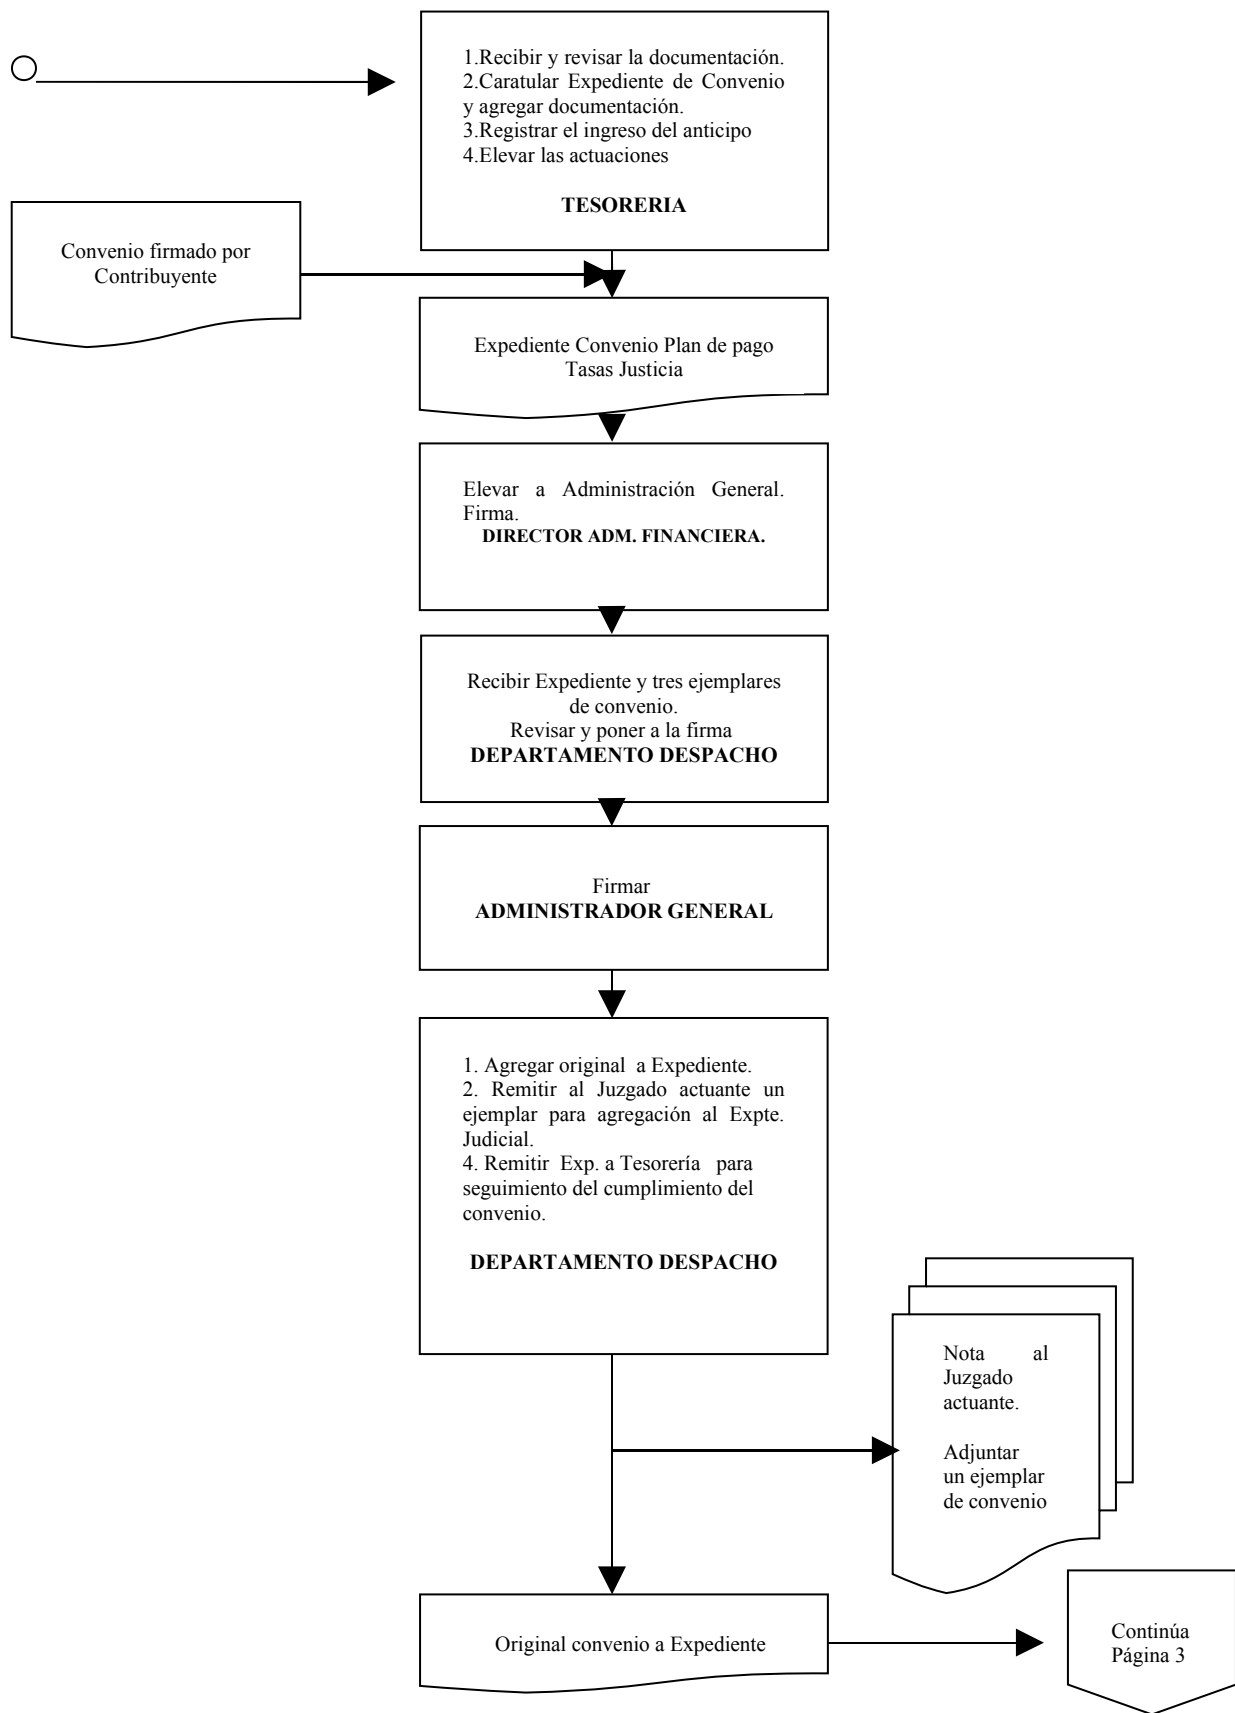 1.Recibir y revisar la documentación.
2.Caratular Expediente de Convenio
y agregar documentación.
3.Registrar el ingreso del anticipo
4.Elevar las actuaciones
TESORERIA
Convenio firmado por
Contribuyente
Expediente Convenio Plan de pago
Tasas Justicia
Elevar a Administración General.
Firma.
DIRECTOR ADM. FINANCIERA.
Recibir Expediente y tres ejemplares
de convenio.
Revisar y poner a la firma
DEPARTAMENTO DESPACHO
Firmar
ADMINISTRADOR GENERAL
1. Agregar original a Expediente.
2. Remitir al Juzgado actuante un
ejemplar para agregación al Expte.
Judicial.
4. Remitir Exp. a Tesorería para
seguimiento del cumplimiento del
convenio.
DEPARTAMENTO DESPACHO
Nota al
Juzgado
actuante.
Adjuntar
un ejemplar
de convenio
Original convenio a Expediente
Continúa
Página 3